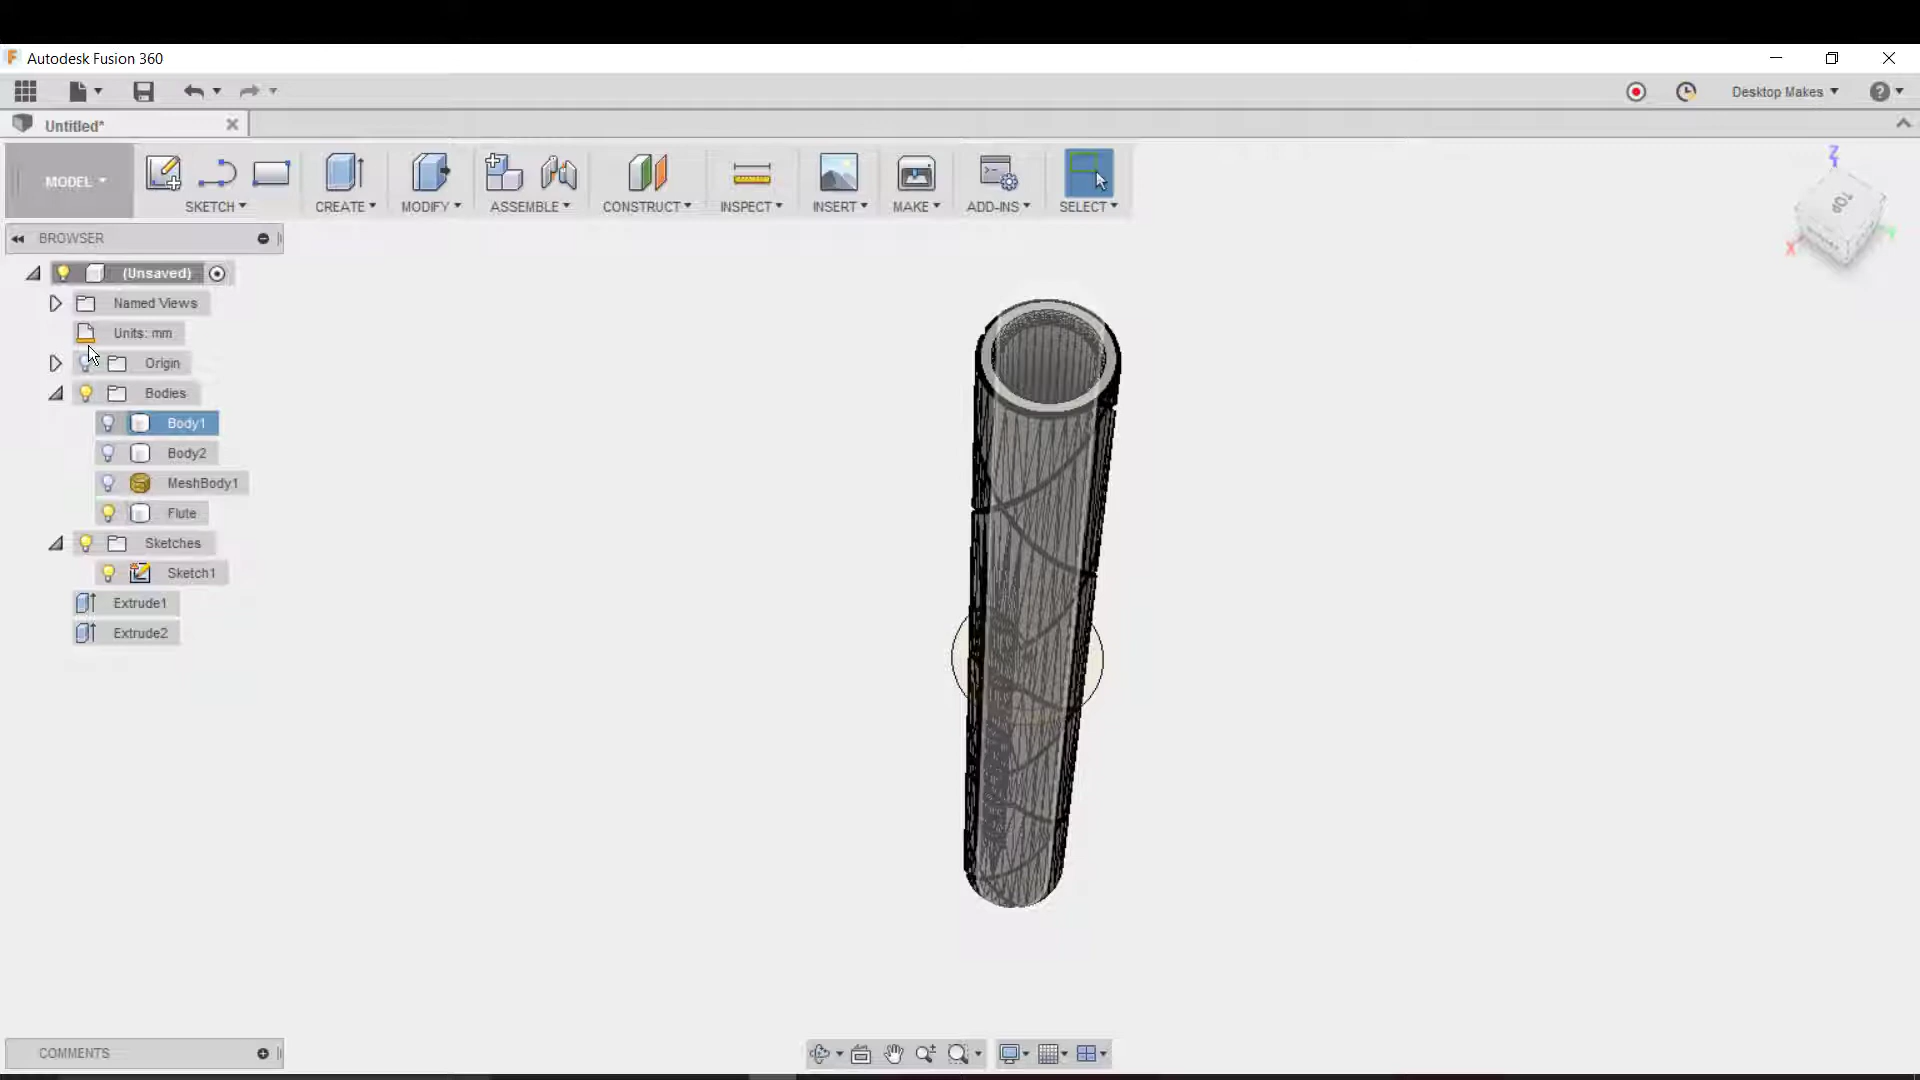 Autodesk Fusion 360
Desktop Makes
Untitled*
MODEL
SKETCH
CREATE
MODIFY
ASSEMBLE
CONSTRUCT
INSPECT
INSERT
MAKE
ADD-INS
SELECT
Z
TOP
X
Y
BROWSER
(Unsaved)
Named Views
Units: mm
Origin
Bodies
Body1
Body2
MeshBody1
Flute
Sketches
Sketch1
Extrude1
Extrude2
COMMENTS